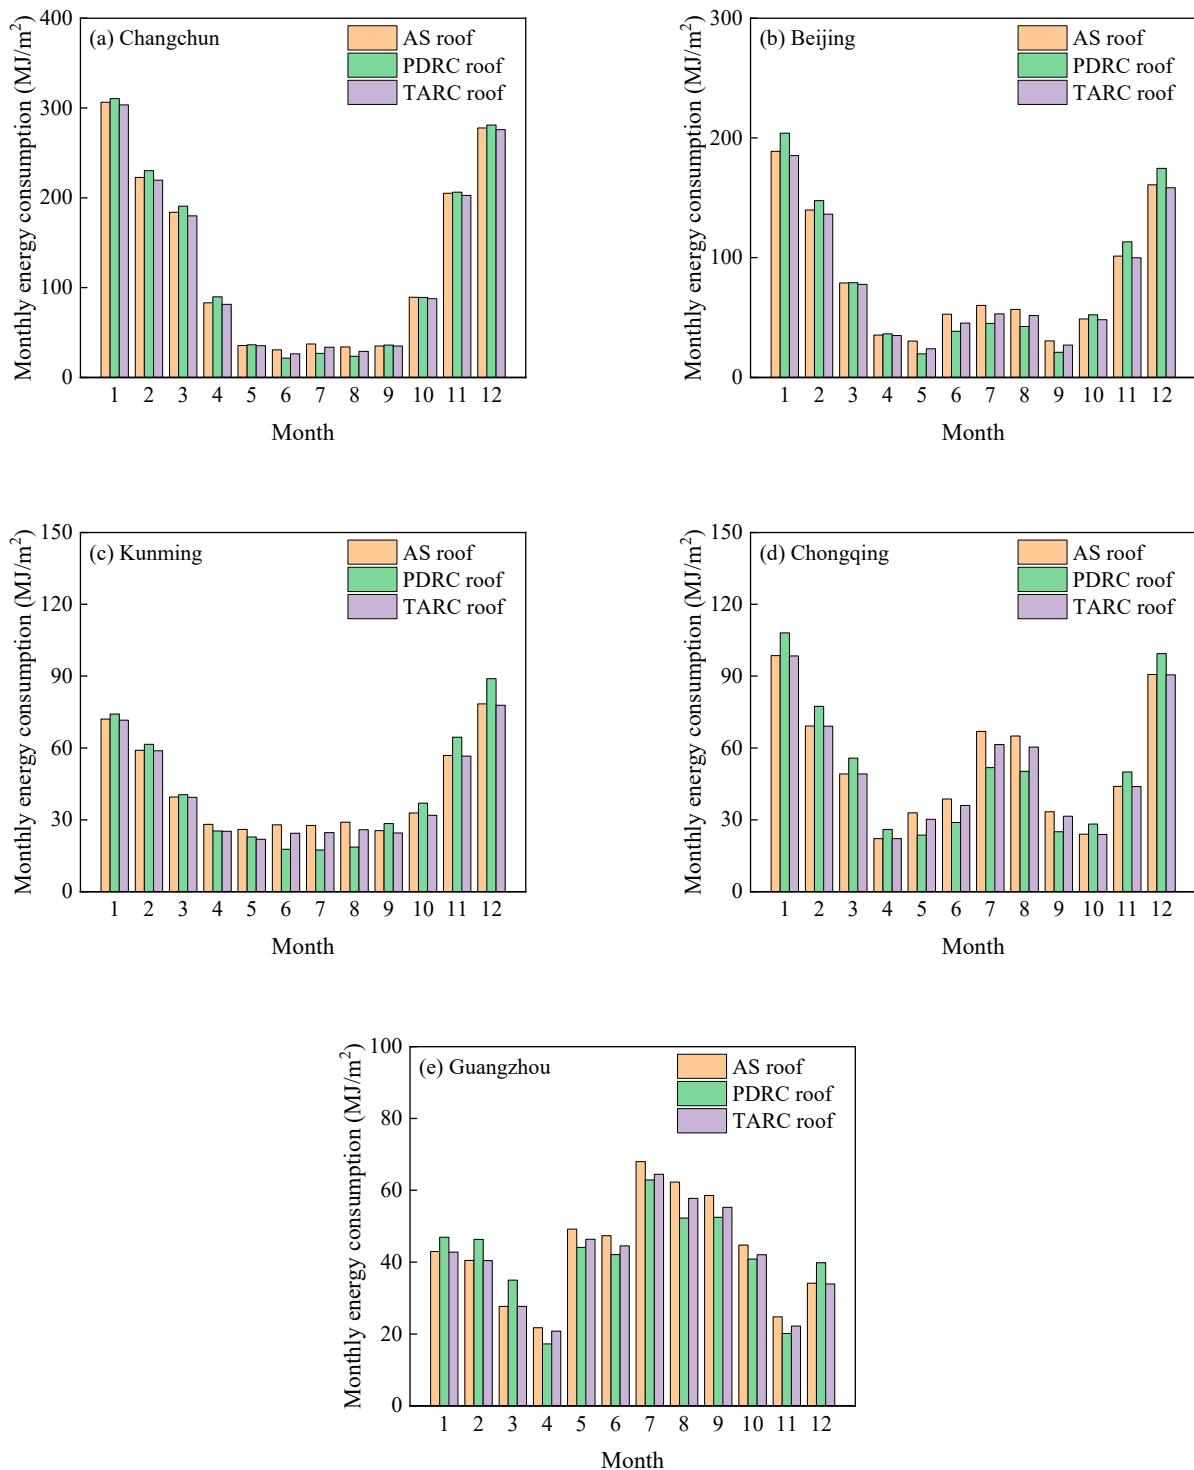 (a) Changchun
AS roof
PDRC roof
TARC roof
Monthly energy consumption (MJ/m²)
400
300
200
100
0
1 2 3 4 5 6 7 8 9 10 11 12
Month
(b) Beijing
AS roof
PDRC roof
TARC roof
Monthly energy consumption (MJ/m²)
300
200
100
0
1 2 3 4 5 6 7 8 9 10 11 12
Month
(c) Kunming
AS roof
PDRC roof
TARC roof
Monthly energy consumption (MJ/m²)
150
120
90
60
30
0
1 2 3 4 5 6 7 8 9 10 11 12
Month
(d) Chongqing
AS roof
PDRC roof
TARC roof
Monthly energy consumption (MJ/m²)
150
120
90
60
30
0
1 2 3 4 5 6 7 8 9 10 11 12
Month
(e) Guangzhou
AS roof
PDRC roof
TARC roof
Monthly energy consumption (MJ/m²)
100
80
60
40
20
0
1 2 3 4 5 6 7 8 9 10 11 12
Month